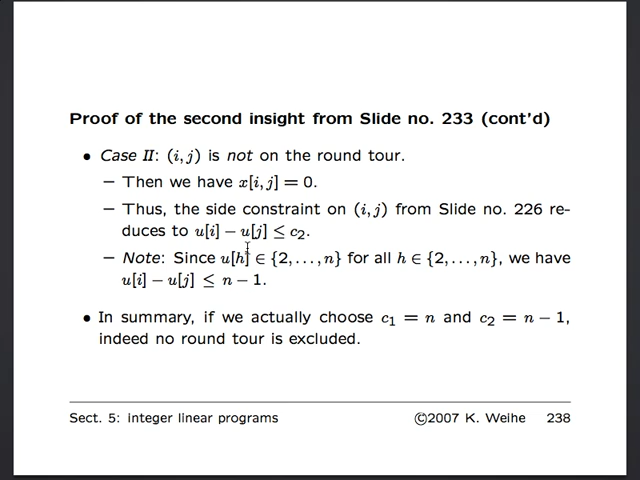 Proof of the second insight from Slide no. 233 (cont'd)
• Case II: (i, j) is not on the round tour.
– Then we have x[i, j] = 0.
– Thus, the side constraint on (i, j) from Slide no. 226 re-
duces to u[i] − u[j] ≤ c₂.
– Note: Since u[h] ∈ {2, . . . , n} for all h ∈ {2, . . . , n}, we have
u[i] − u[j] ≤ n − 1.
• In summary, if we actually choose c₁ = n and c₂ = n − 1,
indeed no round tour is excluded.
Sect. 5: integer linear programs ©2007 K. Weihe 238